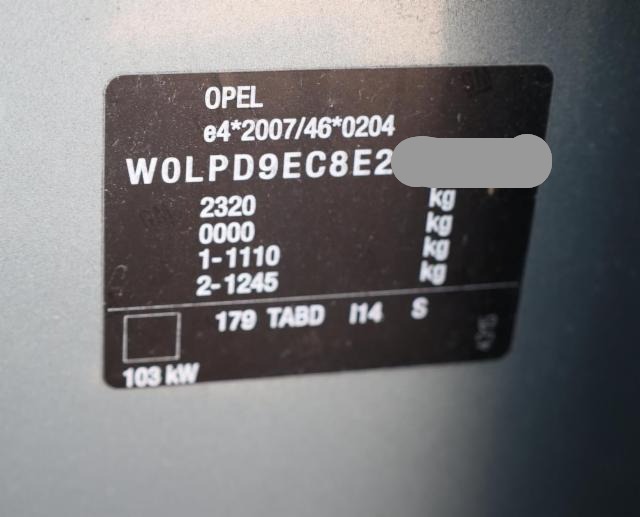 OPEL
e4*2007/46*0204
W0LPD9EC8E2
2320 kg
0000 kg
1-1110 kg
2-1245 kg
179 TABD I14 S
103 kW